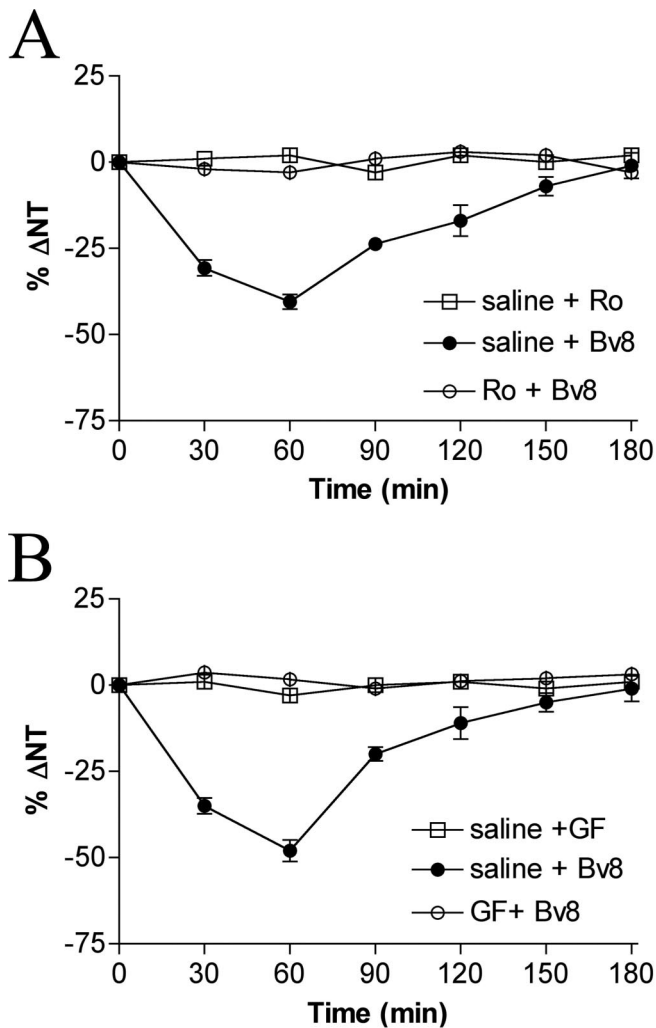 A
25
0
-25
-50
-75
% ΔNT
saline + Ro
saline + Bv8
Ro + Bv8
0 30 60 90 120 150 180
Time (min)
B
25
0
-25
-50
-75
% ΔNT
saline +GF
saline + Bv8
GF+ Bv8
0 30 60 90 120 150 180
Time (min)